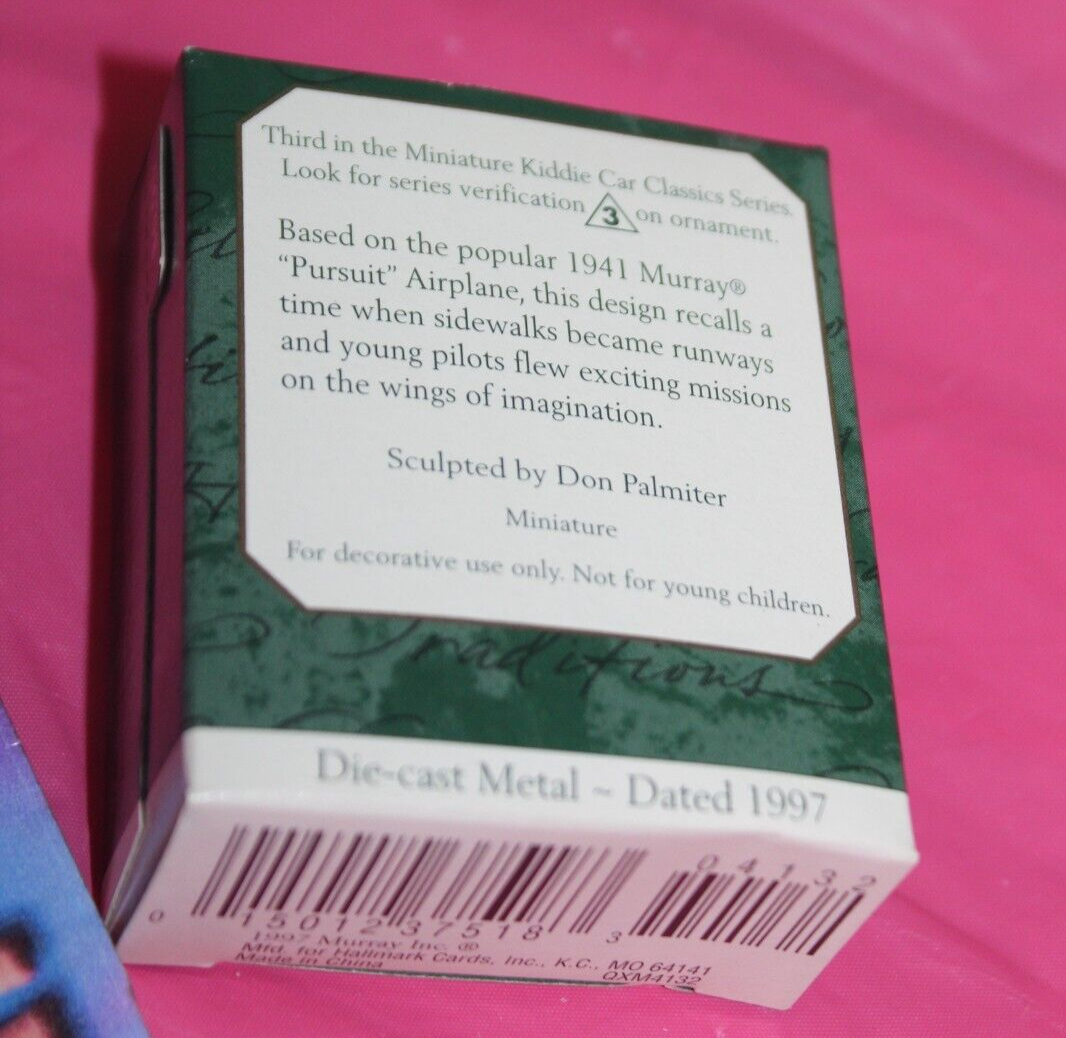 Third in the Miniature Kiddie Car Classics Series.
Look for series verification 3 on ornament.
Based on the popular 1941 Murray®
“Pursuit” Airplane, this design recalls a
time when sidewalks became runways
and young pilots flew exciting missions
on the wings of imagination.
Sculpted by Don Palmiter
Miniature
For decorative use only. Not for young children.
Traditions
Die-cast Metal ~ Dated 1997
0 4 1 3 2
0 15012 37518 3
1997 Murray Inc. ®
Mfd. for Hallmark Cards, Inc., K.C., MO 64141
Made in China QXM4132